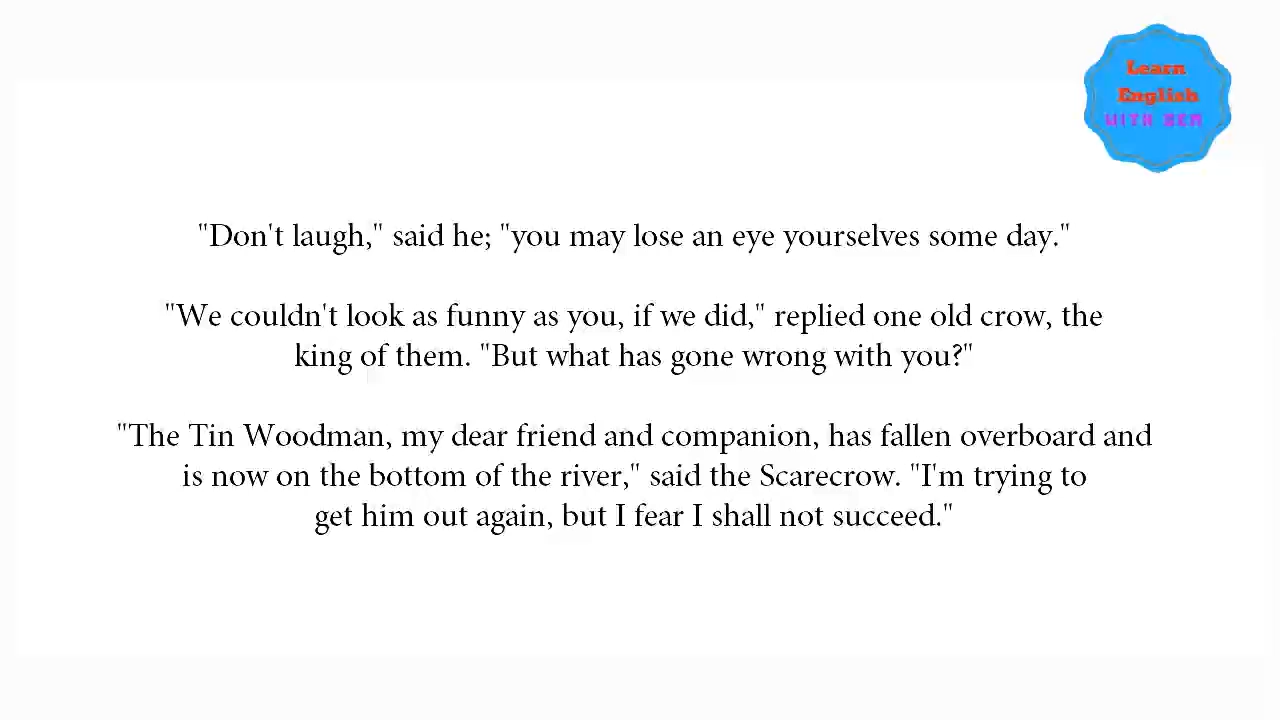 Learn
English
WITH
"Don't laugh," said he; "you may lose an eye yourselves some day."
"We couldn't look as funny as you, if we did," replied one old crow, the
king of them. "But what has gone wrong with you?"
"The Tin Woodman, my dear friend and companion, has fallen overboard and
is now on the bottom of the river," said the Scarecrow. "I'm trying to
get him out again, but I fear I shall not succeed."